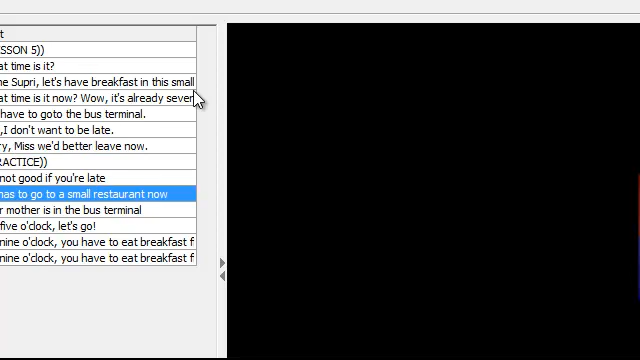 t
SSON 5))
at time is it?
ne Supri, let's have breakfast in this small
at time is it now? Wow, it's already seven
have to goto the bus terminal.
,I don't want to be late.
ry, Miss we'd better leave now.
RACTICE))
not good if you're late
has to go to a small restaurant now
r mother is in the bus terminal
five o'clock, let's go!
nine o'clock, you have to eat breakfast f
nine o'clock, you have to eat breakfast f